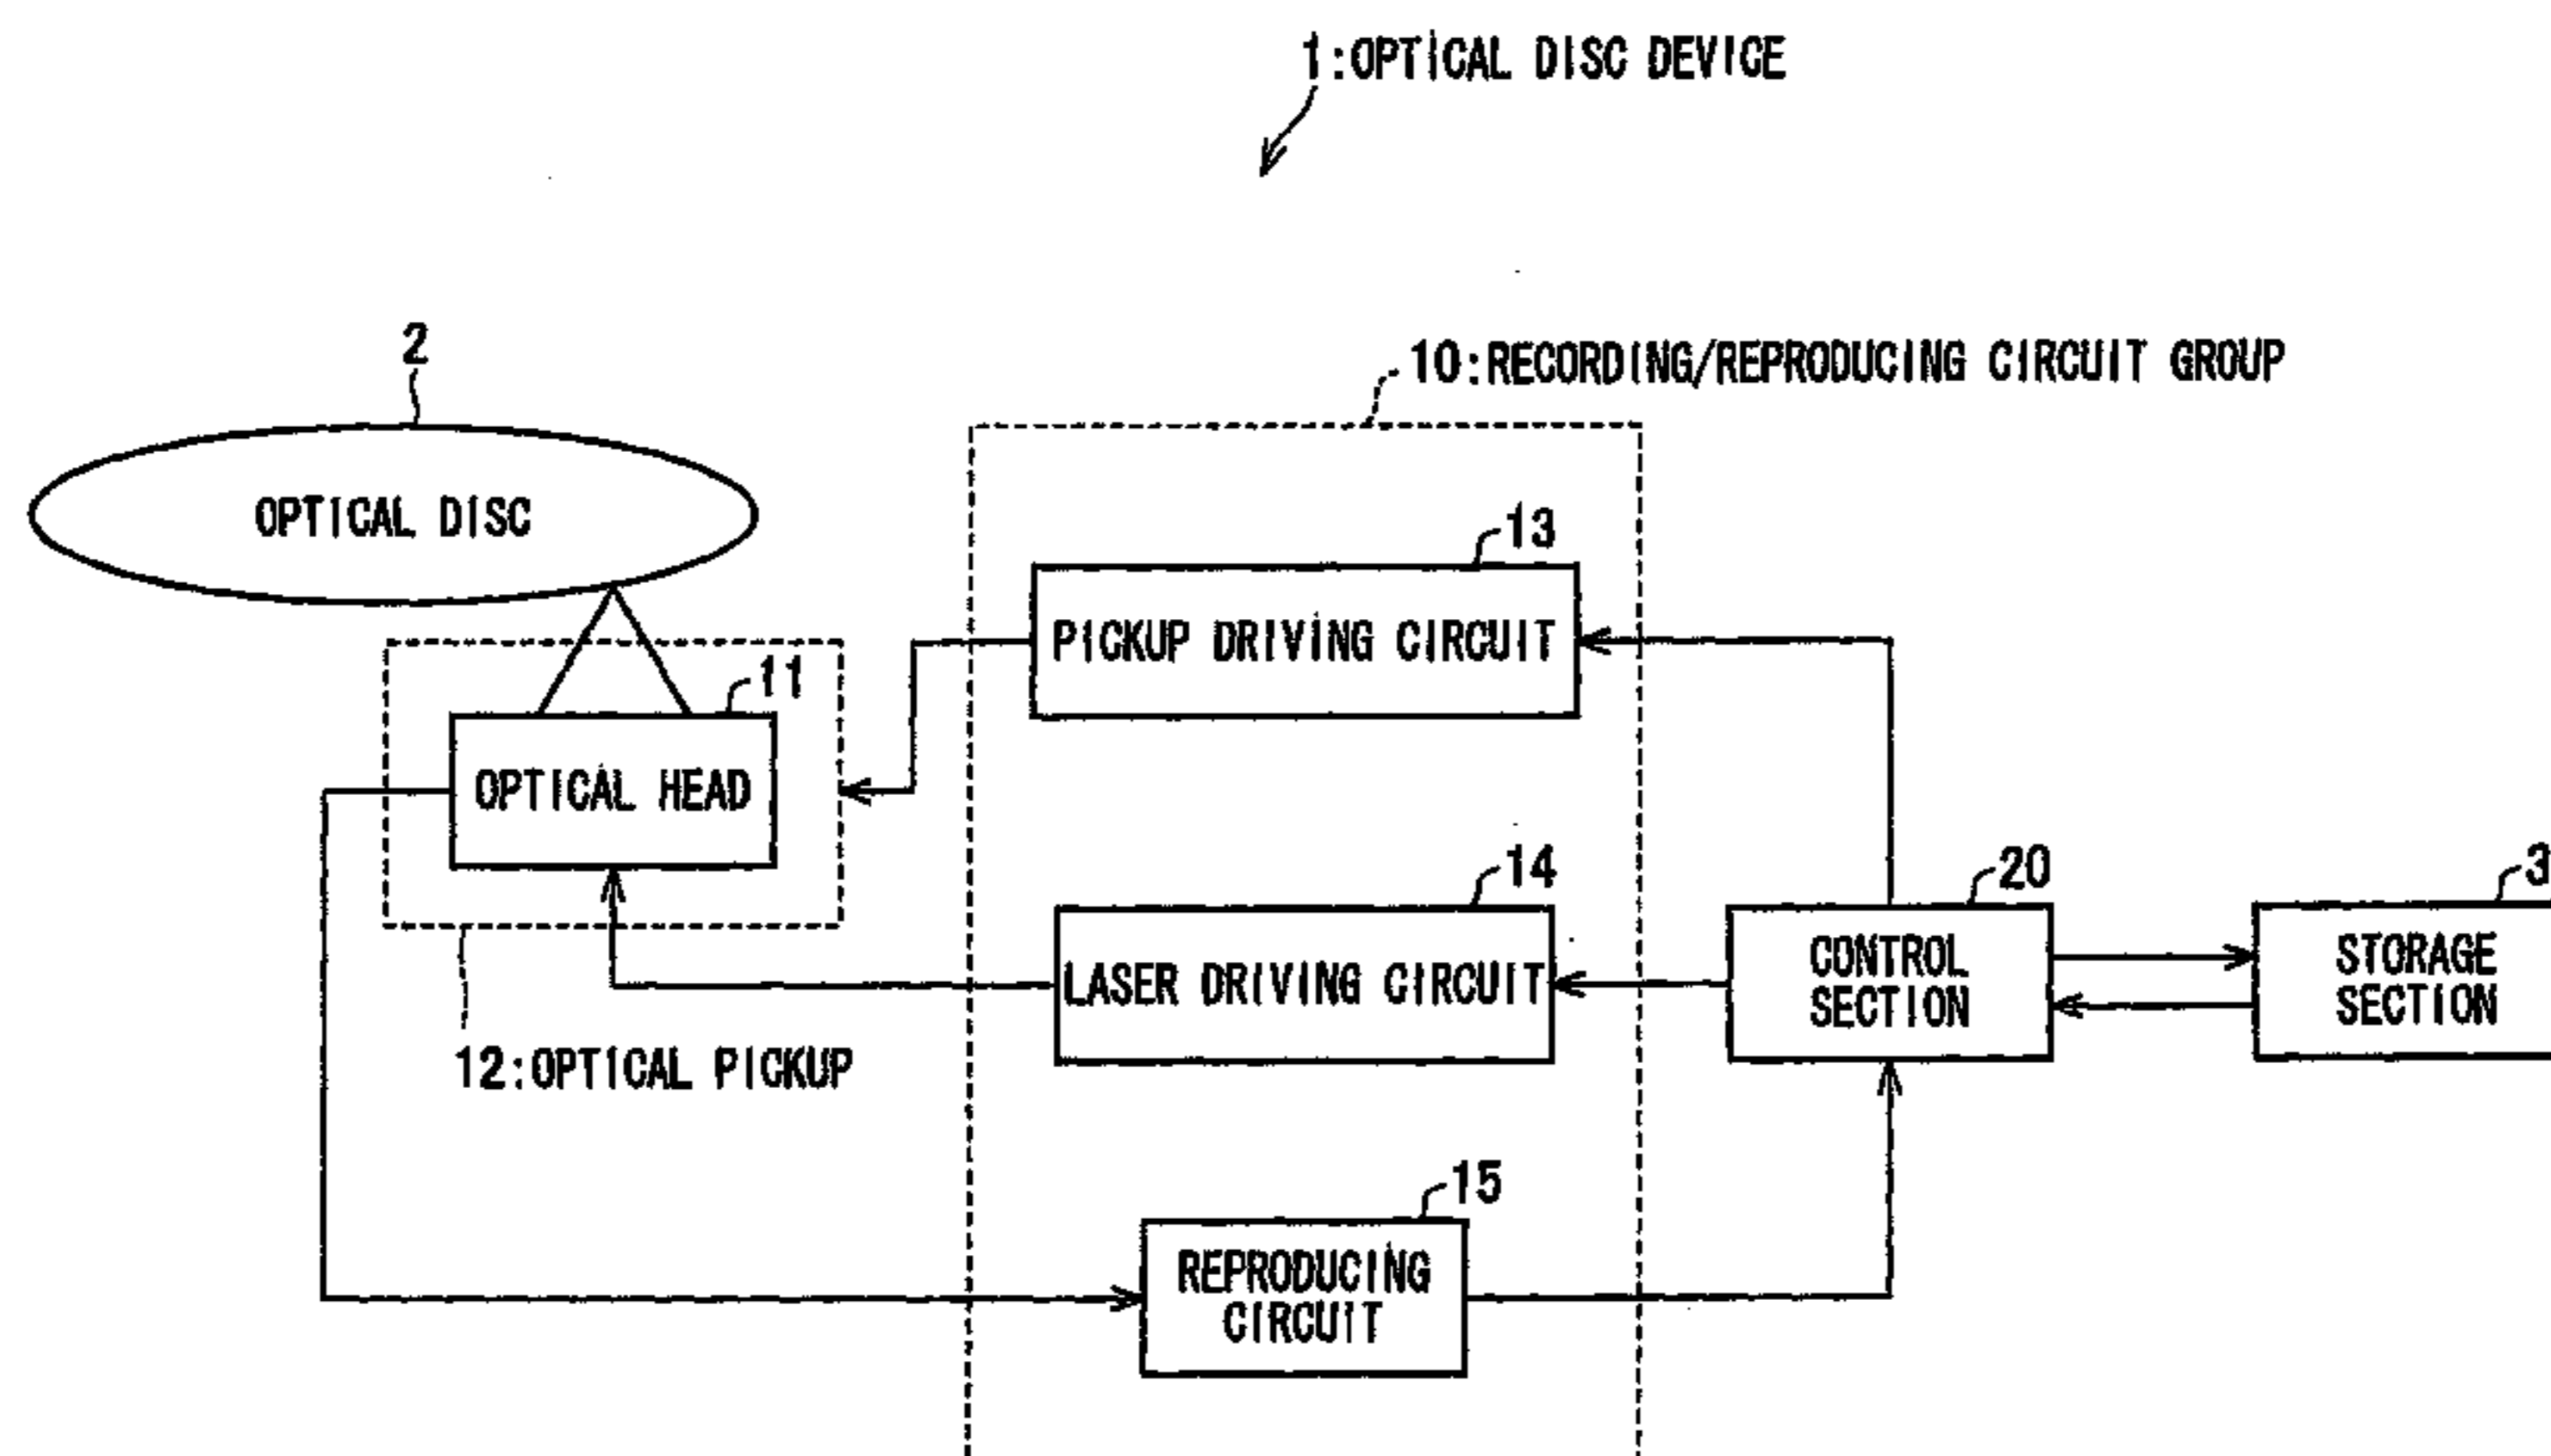 1:OPTICAL DISC DEVICE
2
10:RECORDING/REPRODUCING CIRCUIT GROUP
OPTICAL DISC
13
PICKUP DRIVING CIRCUIT
11
OPTICAL HEAD
14
LASER DRIVING CIRCUIT
20
CONTROL
SECTION
3
STORAGE
SECTION
12:OPTICAL PICKUP
15
REPRODUCING
CIRCUIT